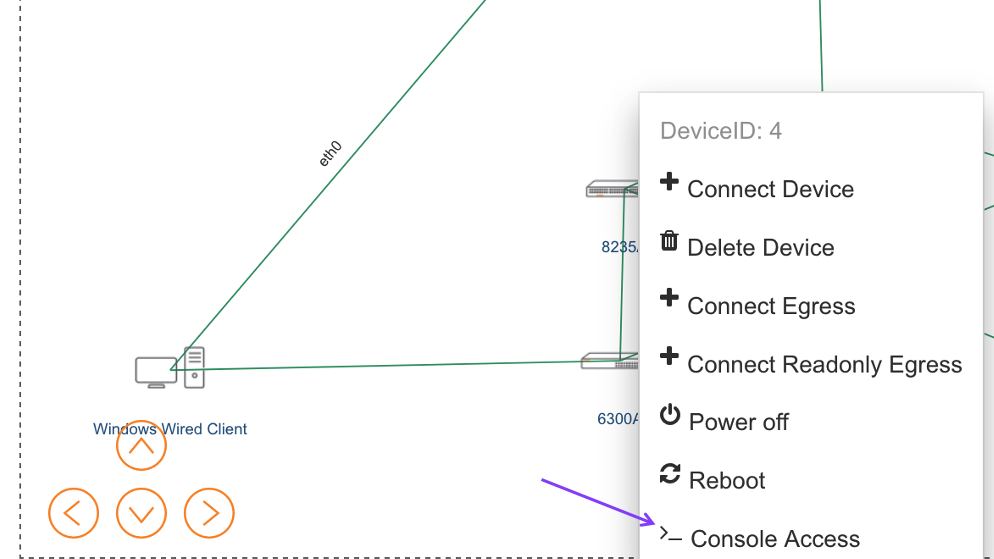 eth0
DeviceID: 4
Connect Device
8235
Delete Device
Connect Egress
Connect Readonly Egress
6300A
Power off
Windows Wired Client
Reboot
Console Access